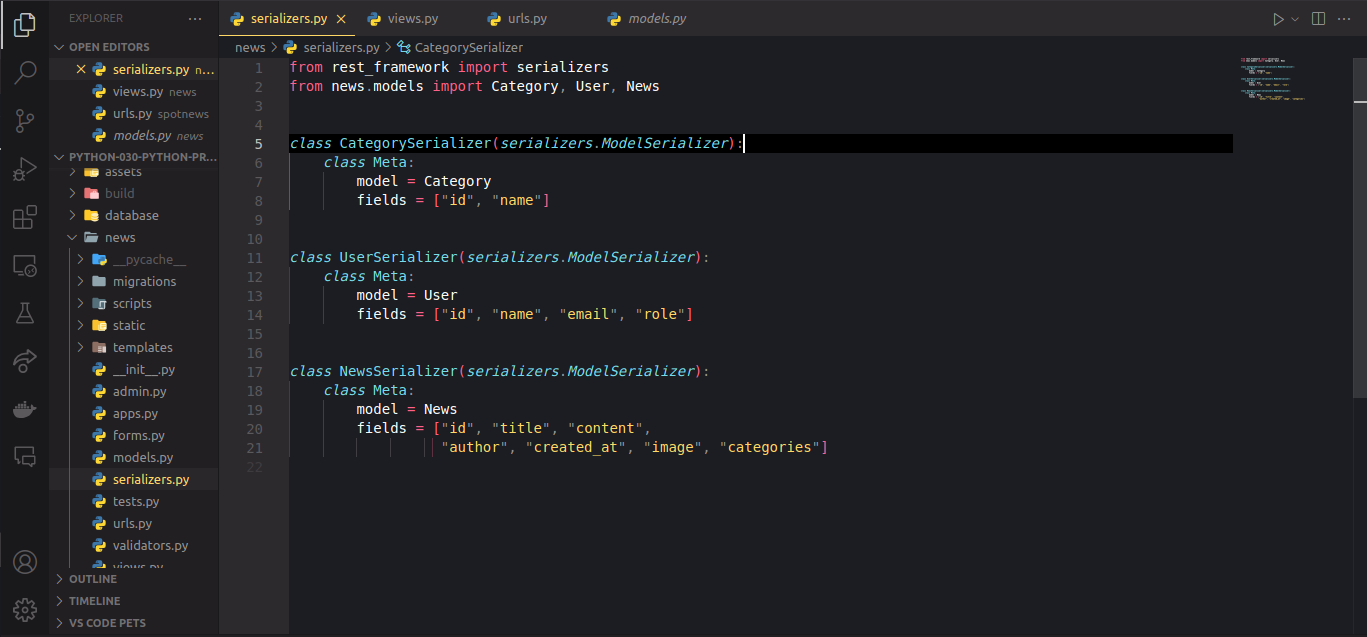 EXPLORER
OPEN EDITORS
serializers.py n...
views.py news
urls.py spotnews
models.py news
PYTHON-030-PYTHON-PR...
assets
build
database
news
__pycache__
migrations
scripts
static
templates
__init__.py
admin.py
apps.py
forms.py
models.py
serializers.py
tests.py
urls.py
validators.py
views.py
OUTLINE
TIMELINE
VS CODE PETS
serializers.py views.py urls.py models.py
news > serializers.py > CategorySerializer
1 from rest_framework import serializers
2 from news.models import Category, User, News
3
4
5 class CategorySerializer(serializers.ModelSerializer):
6 class Meta:
7 model = Category
8 fields = ["id", "name"]
9
10
11 class UserSerializer(serializers.ModelSerializer):
12 class Meta:
13 model = User
14 fields = ["id", "name", "email", "role"]
15
16
17 class NewsSerializer(serializers.ModelSerializer):
18 class Meta:
19 model = News
20 fields = ["id", "title", "content",
21 "author", "created_at", "image", "categories"]
22